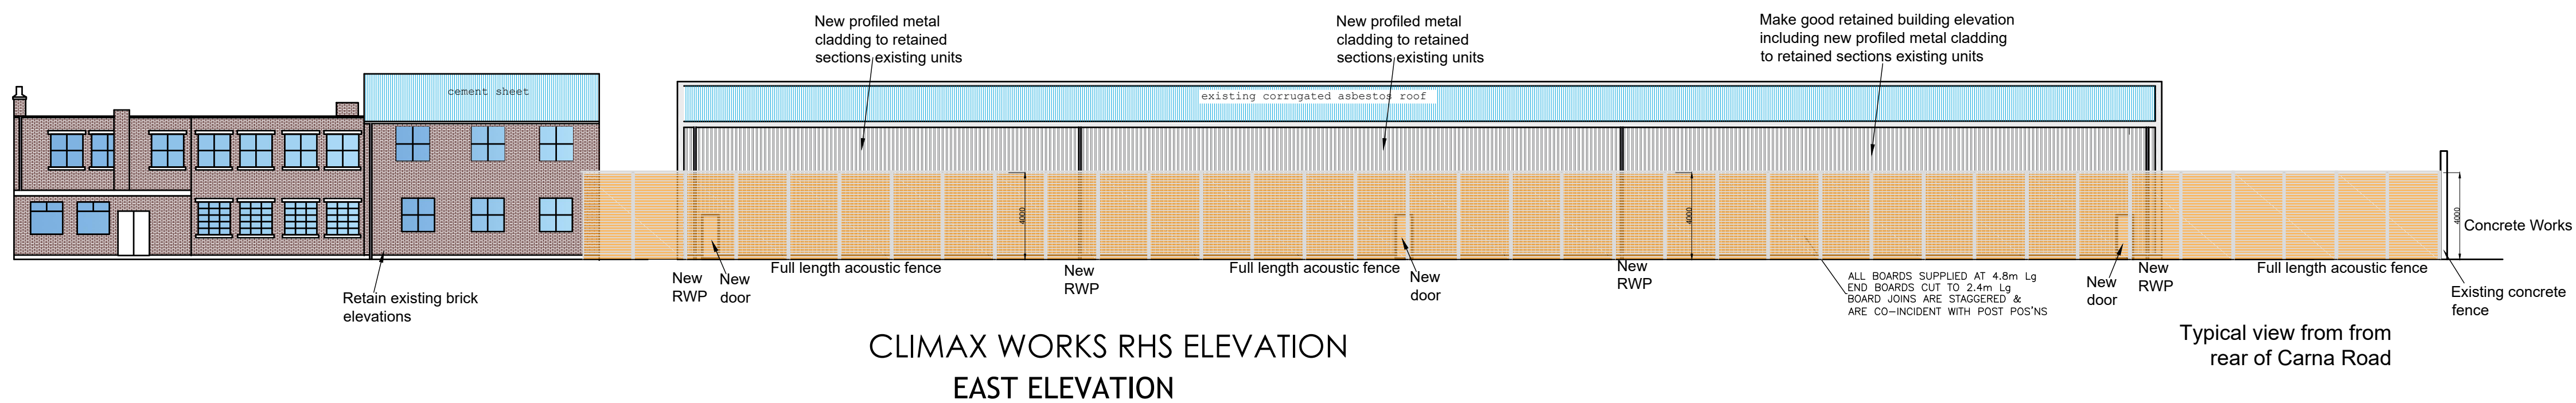 New profiled metal
cladding to retained
sections existing units
New profiled metal
cladding to retained
sections existing units
Make good retained building elevation
including new profiled metal cladding
to retained sections existing units
cement sheet
existing corrugated asbestos roof
4000
4000
4000
Concrete Works
Retain existing brick
elevations
New
RWP
New
door
Full length acoustic fence
New
RWP
Full length acoustic fence
New
door
New
RWP
ALL BOARDS SUPPLIED AT 4.8m Lg
END BOARDS CUT TO 2.4m Lg
BOARD JOINS ARE STAGGERED &
ARE CO-INCIDENT WITH POST POS'NS
New
door
New
RWP
Full length acoustic fence
Existing concrete
fence
CLIMAX WORKS RHS ELEVATION
EAST ELEVATION
Typical view from from
rear of Carna Road